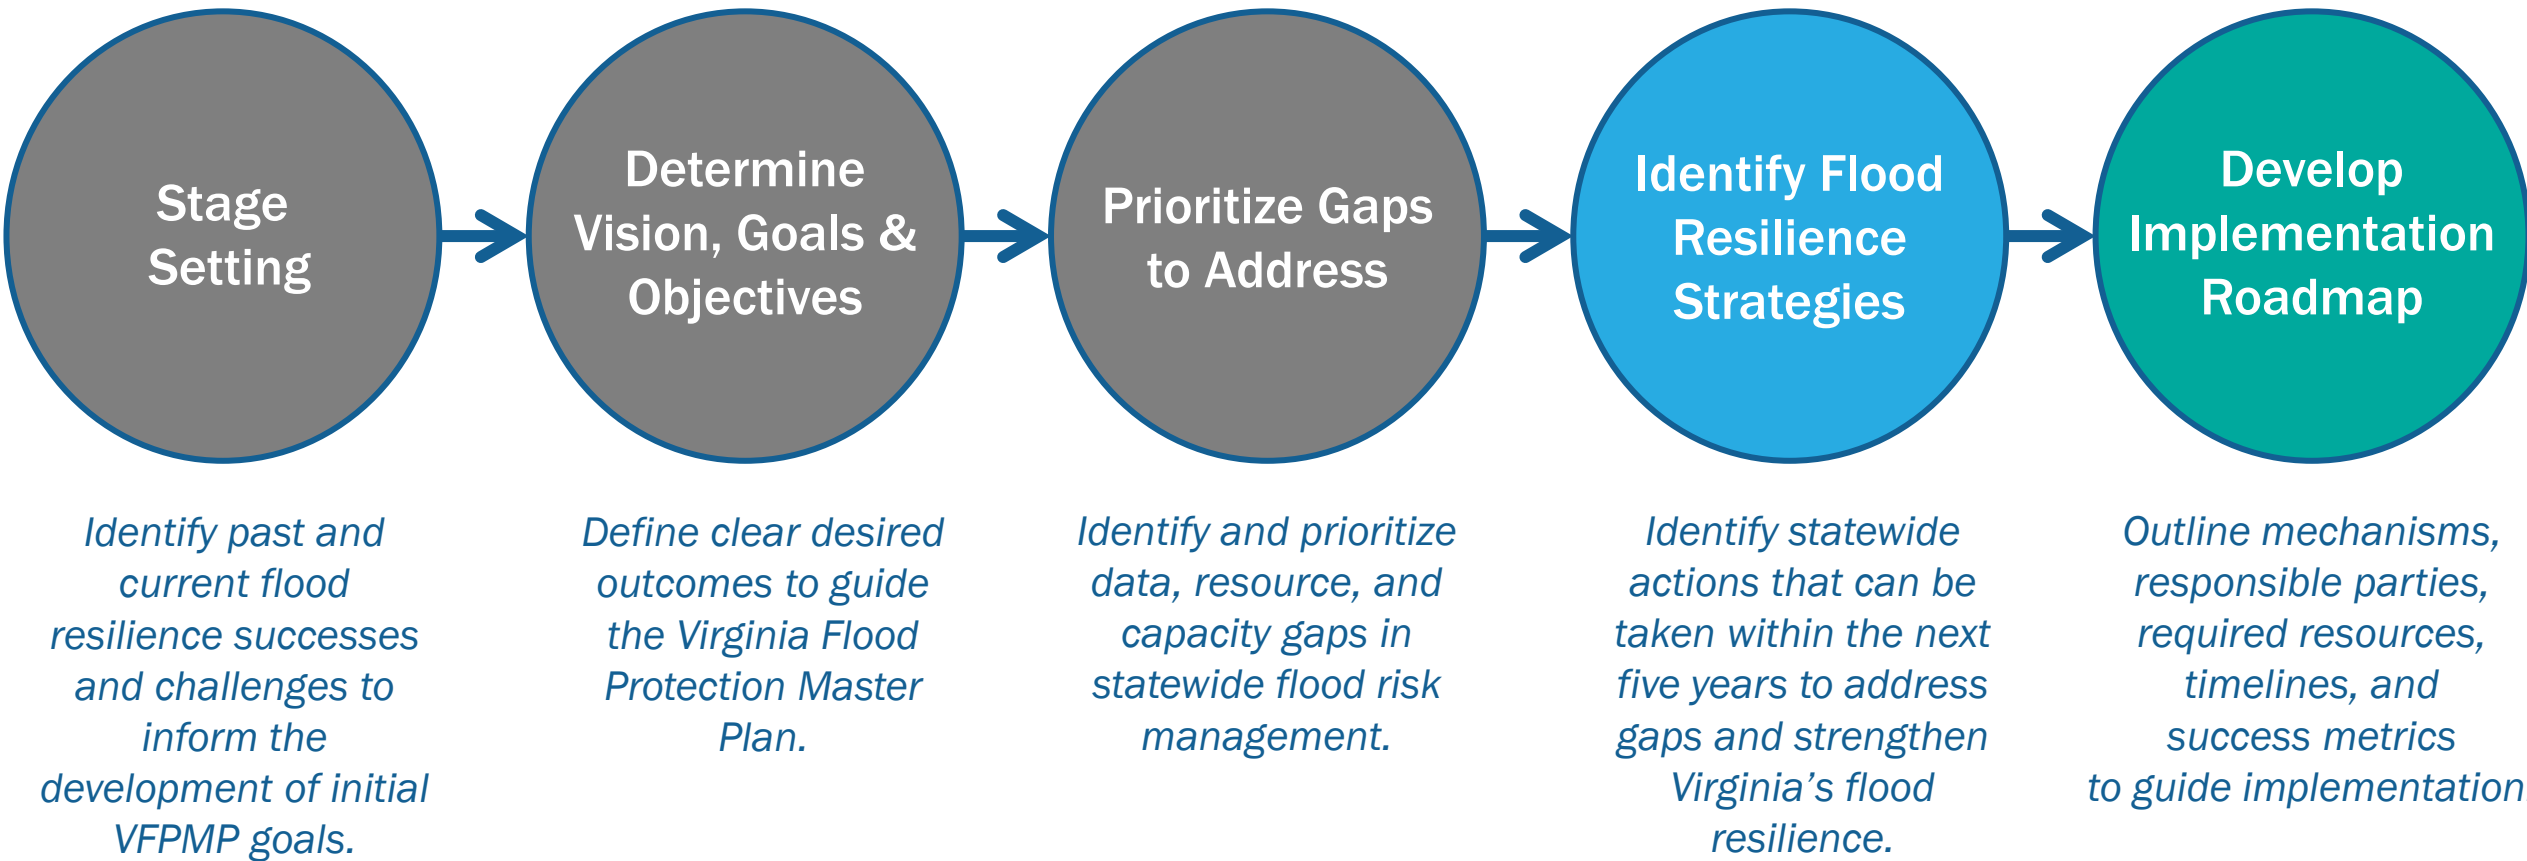 Stage
Setting
Determine
Vision, Goals &
Objectives
Prioritize Gaps
to Address
Identify Flood
Resilience
Strategies
Develop
Implementation
Roadmap
Identify past and
current flood
resilience successes
and challenges to
inform the
development of initial
VFPMP goals.
Define clear desired
outcomes to guide
the Virginia Flood
Protection Master
Plan.
Identify and prioritize
data, resource, and
capacity gaps in
statewide flood risk
management.
Identify statewide
actions that can be
taken within the next
five years to address
gaps and strengthen
Virginia’s flood
resilience.
Outline mechanisms,
responsible parties,
required resources,
timelines, and
success metrics
to guide implementation.